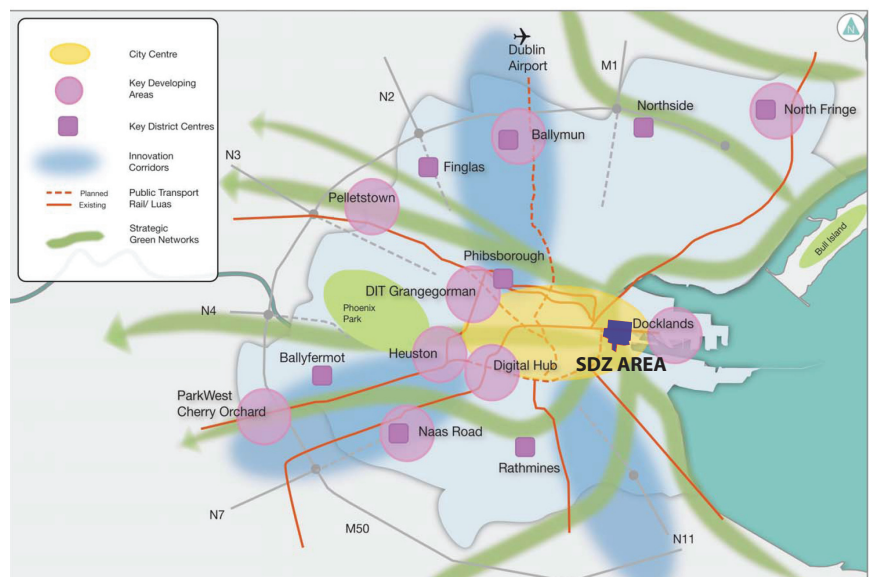 City Centre
Key Developing
Areas
Key District Centres
Innovation
Corridors
Planned
Existing
Public Transport
Rail/ Luas
Strategic
Green Networks
N
Dublin
Airport
M1
N2
Northside
North Fringe
Ballymun
N3
Finglas
Pelletstown
Bull Island
Phibsborough
DIT Grangegorman
N4
Phoenix
Park
Docklands
Heuston
SDZ AREA
Ballyfermot
Digital Hub
ParkWest
Cherry Orchard
Naas Road
Rathmines
N7
M50
N11